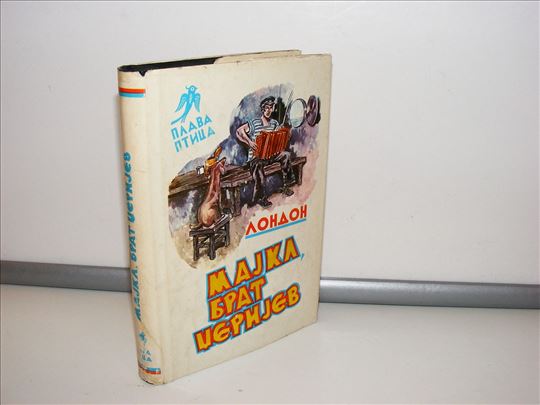 ПЛАВА
ПТИЦА
ЛОНДОН
МАЈКЛ,
БРАТ
ЏЕРИЈЕВ
МАЈКЛ, БРАТ ЏЕРИЈЕВ